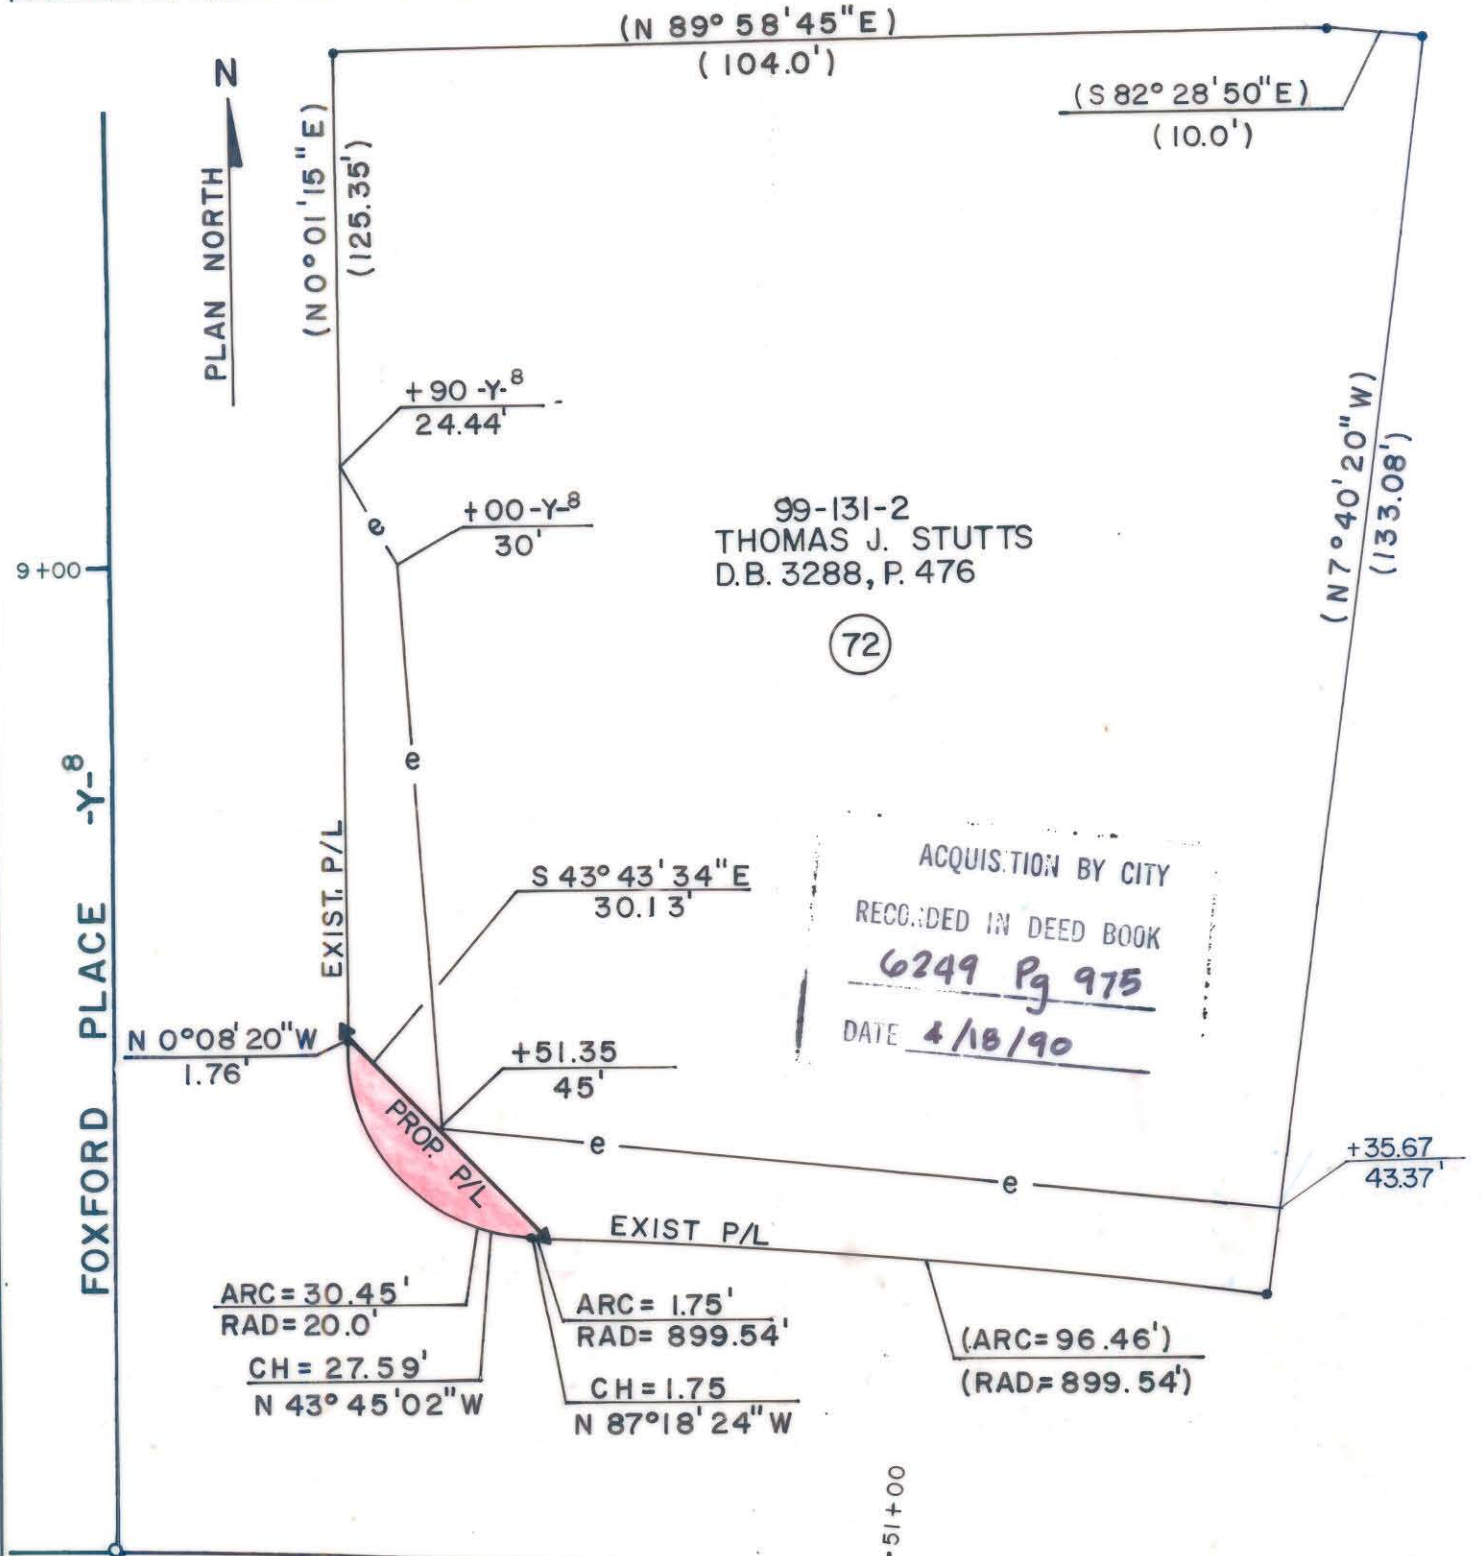 (N 89° 58'45"E)
(104.0')
(S 82° 28'50"E)
(10.0')
N
PLAN NORTH
(N 0° 01'15"E)
(125.35')
+90 -Y-8
24.44'
+00-Y-8
30'
99-131-2
THOMAS J. STUTTS
D.B. 3288, P. 476
72
(N 7° 40'20"W)
(133.08')
9+00
e
e
FOXFORD PLACE -Y-8
EXIST. P/L
S 43° 43'34"E
30.13'
ACQUIS.TION BY CITY
RECO.DED IN DEED BOOK
6249 Pg 975
DATE 4/18/90
N 0°08'20"W
1.76'
+51.35
45'
PROP. P/L
e
e
+35.67
43.37'
EXIST P/L
ARC=30.45'
RAD=20.0'
CH=27.59'
N 43° 45'02"W
ARC= 1.75'
RAD= 899.54'
CH=1.75
N 87°18'24"W
(ARC=96.46')
(RAD=899.54')
51+00